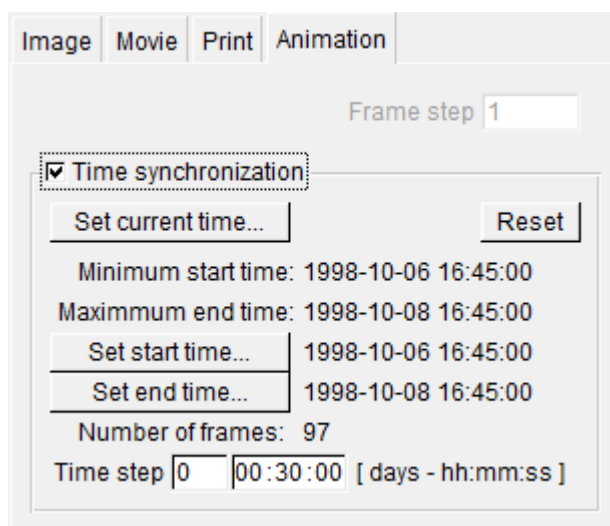 Image Movie Print Animation
Frame step 1
Time synchronization
Set current time... Reset
Minimum start time: 1998-10-06 16:45:00
Maximmum end time: 1998-10-08 16:45:00
Set start time... 1998-10-06 16:45:00
Set end time... 1998-10-08 16:45:00
Number of frames: 97
Time step 0 00:30:00 [ days - hh:mm:ss ]